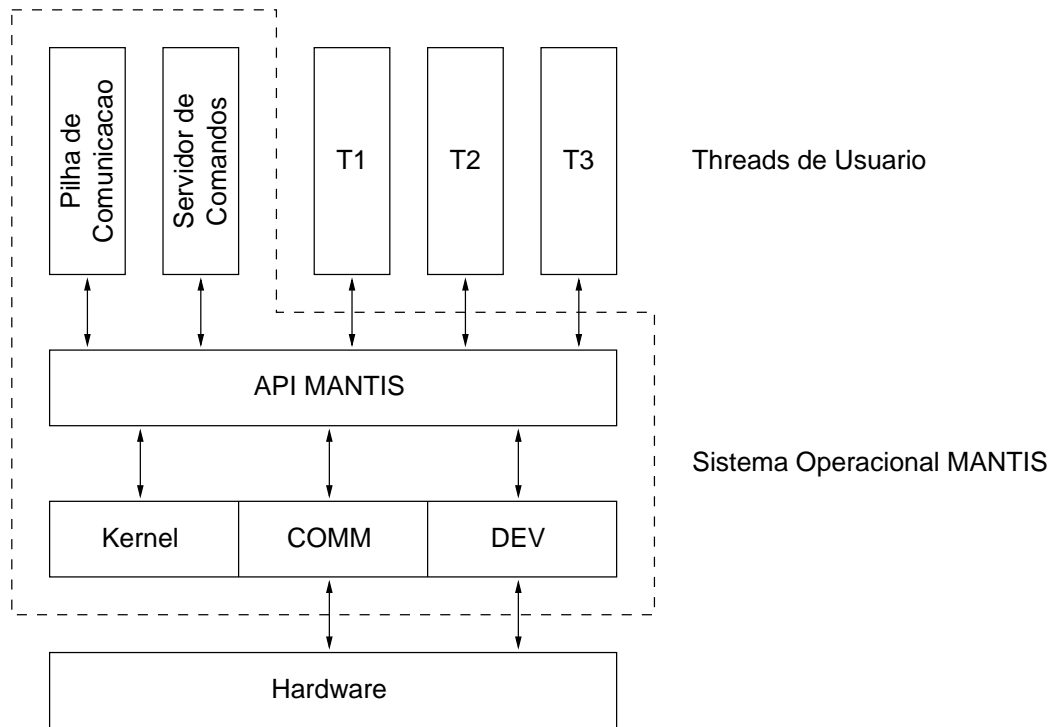 Pilha de
Comunicacao
Servidor de
Comandos
T1
T2
T3
Threads de Usuario
API MANTIS
Sistema Operacional MANTIS
Kernel
COMM
DEV
Hardware